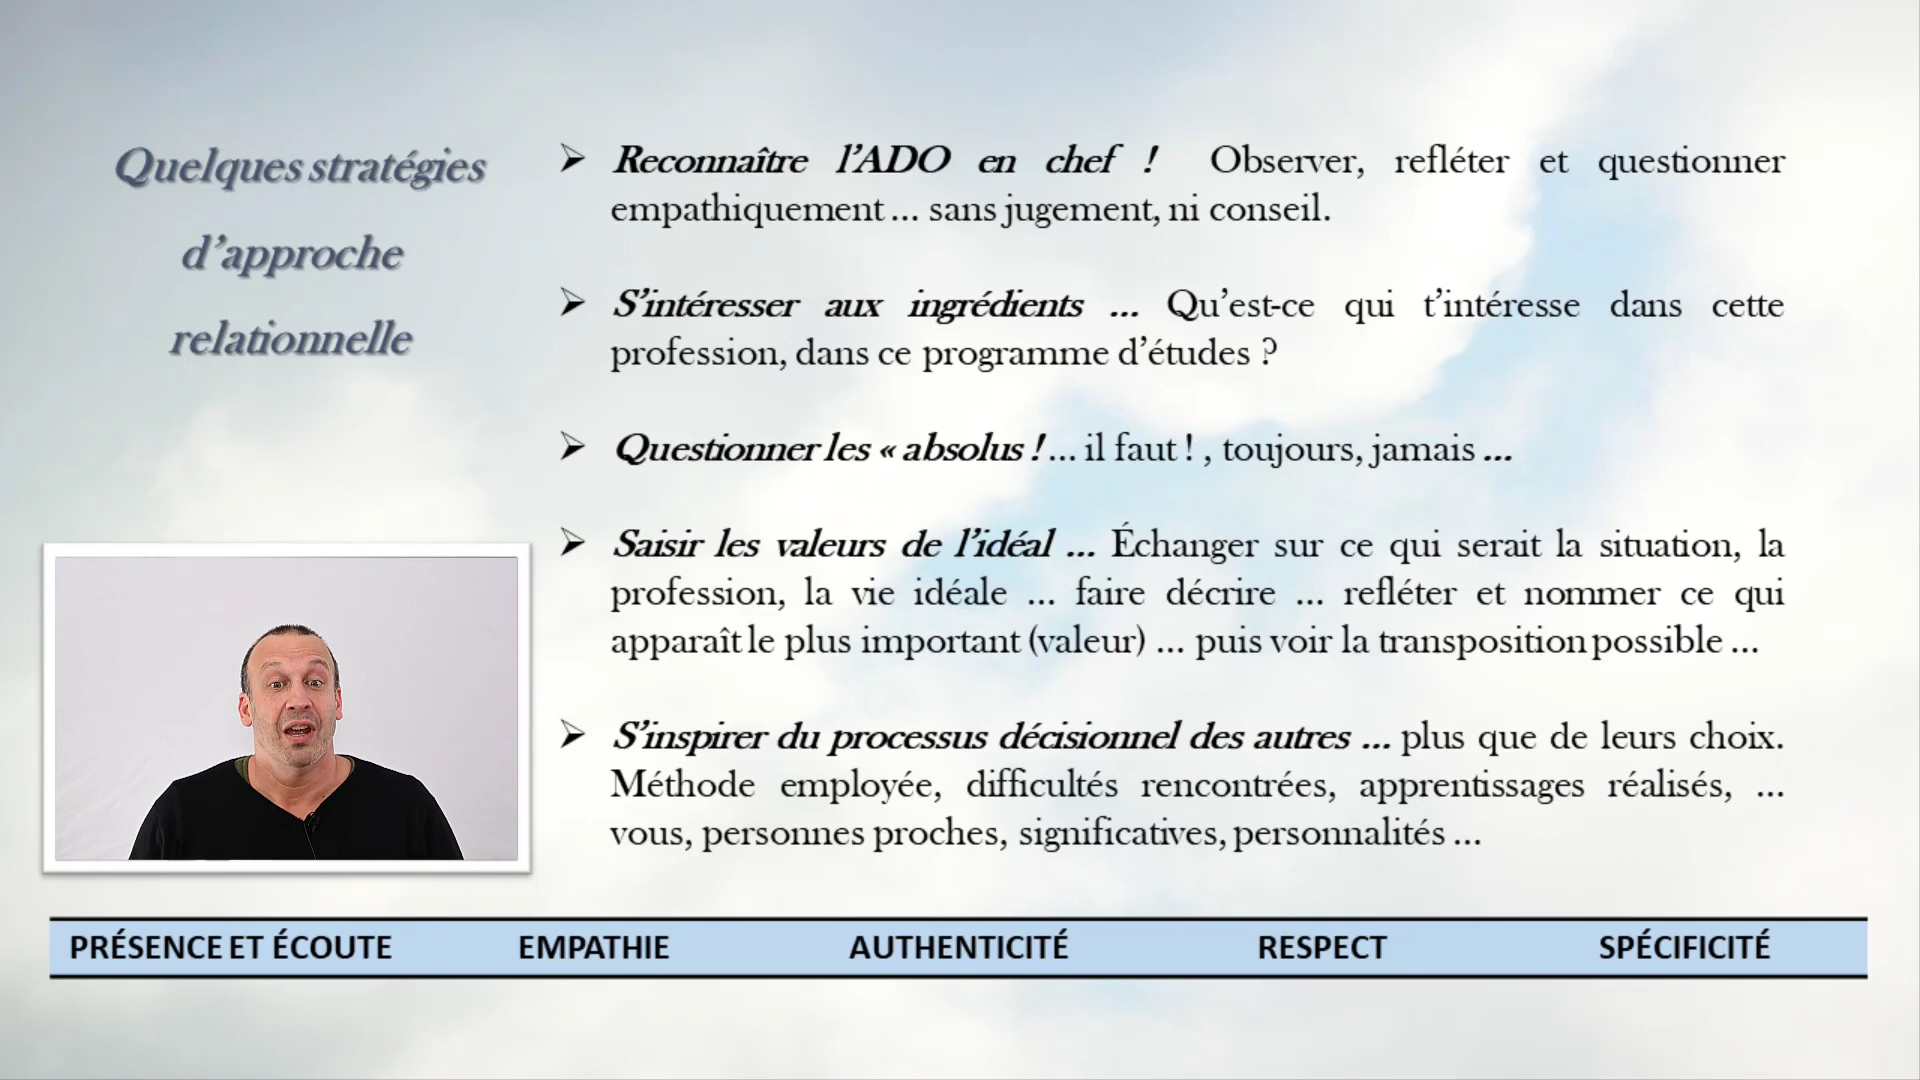 Quelques stratégies
d'approche
relationnelle
➢ Reconnaître l'ADO en chef ! Observer, refléter et questionner
empathiquement ... sans jugement, ni conseil.
➢ S'intéresser aux ingrédients ... Qu'est-ce qui t'intéresse dans cette
profession, dans ce programme d'études ?
➢ Questionner les « absolus ! ... il faut ! , toujours, jamais ...
➢ Saisir les valeurs de l'idéal ... Échanger sur ce qui serait la situation, la
profession, la vie idéale ... faire décrire ... refléter et nommer ce qui
apparaît le plus important (valeur) ... puis voir la transposition possible ...
➢ S'inspirer du processus décisionnel des autres ... plus que de leurs choix.
Méthode employée, difficultés rencontrées, apprentissages réalisés, ...
vous, personnes proches, significatives, personnalités ...
PRÉSENCE ET ÉCOUTE EMPATHIE AUTHENTICITÉ RESPECT SPÉCIFICITÉ